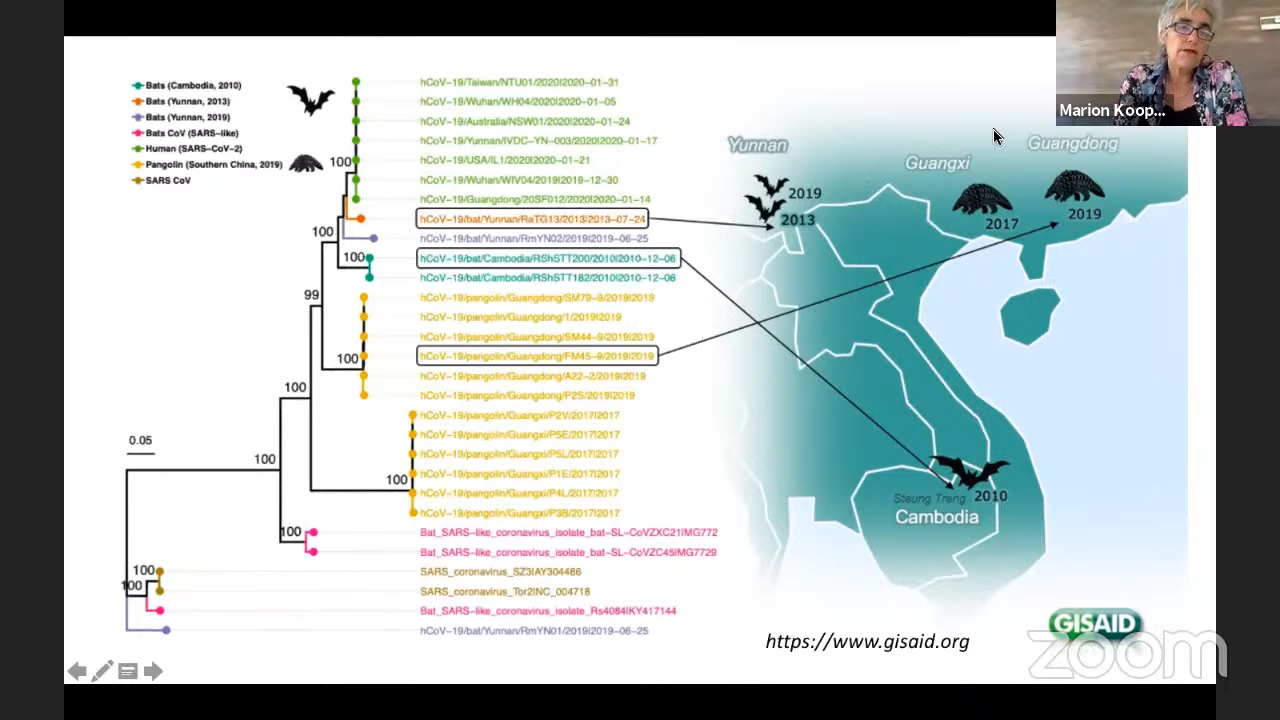 Marion Koop...
Bats (Cambodia, 2010)
Bats (Yunnan, 2013)
Bats (Yunnan, 2019)
Bats CoV (SARS-like)
Human (SARS-CoV-2)
Pangolin (Southern China, 2019)
SARS CoV
hCoV-19/Taiwan/NTU01/2020|2020-01-31
hCoV-19/Wuhan/WH04/2020|2020-01-05
hCoV-19/Australia/NSW01/2020|2020-01-24
hCoV-19/Yunnan/IVDC-YN-003/2020|2020-01-17
hCoV-19/USA/IL1/2020|2020-01-21
hCoV-19/Wuhan/WIV04/2019|2019-12-30
hCoV-19/Guangdong/20SF012/2020|2020-01-14
hCoV-19/bat/Yunnan/RaTG13/2013|2013-07-24
hCoV-19/bat/Yunnan/RmYN02/2019|2019-06-25
hCoV-19/bat/Cambodia/RShSTT200/2010|2010-12-06
hCoV-19/bat/Cambodia/RShSTT182/2010|2010-12-06
hCoV-19/pangolin/Guangdong/SM79-9/2019|2019
hCoV-19/pangolin/Guangdong/1/2019|2019
hCoV-19/pangolin/Guangdong/SM44-9/2019|2019
hCoV-19/pangolin/Guangdong/FM45-9/2019|2019
hCoV-19/pangolin/Guangdong/A22-2/2019|2019
hCoV-19/pangolin/Guangdong/P2S/2019|2019
hCoV-19/pangolin/Guangxi/P2V/2017|2017
hCoV-19/pangolin/Guangxi/P5E/2017|2017
hCoV-19/pangolin/Guangxi/P5L/2017|2017
hCoV-19/pangolin/Guangxi/P1E/2017|2017
hCoV-19/pangolin/Guangxi/P4L/2017|2017
hCoV-19/pangolin/Guangxi/P3B/2017|2017
Bat_SARS-like_coronavirus_isolate_bat-SL-CoVZXC21|MG772
Bat_SARS-like_coronavirus_isolate_bat-SL-CoVZC45|MG7729
SARS_coronavirus_SZ3|AY304486
SARS_coronavirus_Tor2|NC_004718
Bat_SARS-like_coronavirus_isolate_Rs4084|KY417144
hCoV-19/bat/Yunnan/RmYN01/2019|2019-06-25
100
100
100
99
100
100
100
100
100
100
100
0.05
Yunnan
Guangxi
Guangdong
2019
2013
2017
2019
Steung Treng
2010
Cambodia
https://www.gisaid.org
GISAID
zoom